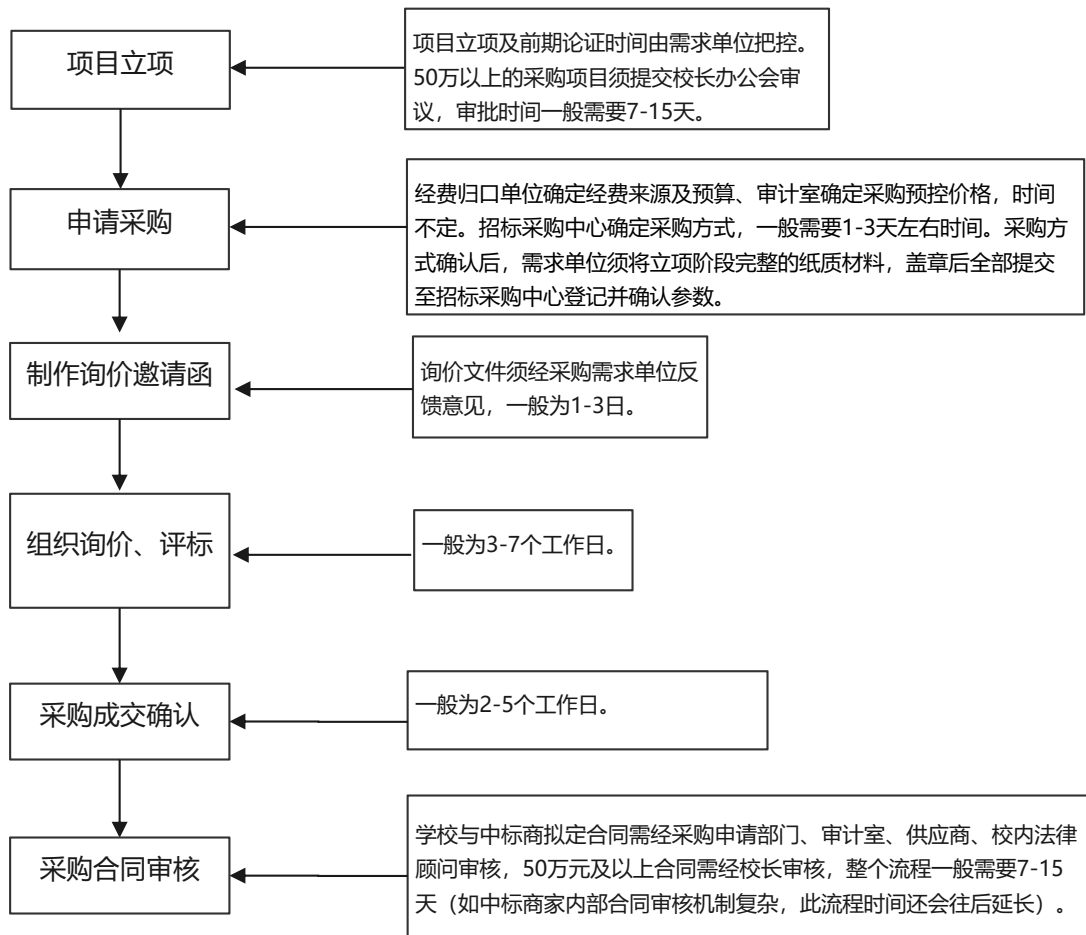 项目立项
项目立项及前期论证时间由需求单位把控。
50万以上的采购项目须提交校长办公会审
议，审批时间一般需要7-15天。
申请采购
经费归口单位确定经费来源及预算、审计室确定采购预控价格，时间
不定。招标采购中心确定采购方式，一般需要1-3天左右时间。采购方
式确认后，需求单位须将立项阶段完整的纸质材料，盖章后全部提交
至招标采购中心登记并确认参数。
制作询价邀请函
询价文件须经采购需求单位反
馈意见，一般为1-3日。
组织询价、评标
一般为3-7个工作日。
采购成交确认
一般为2-5个工作日。
采购合同审核
学校与中标商拟定合同需经采购申请部门、审计室、供应商、校内法律
顾问审核，50万元及以上合同需经校长审核，整个流程一般需要7-15
天（如中标商家内部合同审核机制复杂，此流程时间还会往后延长）。